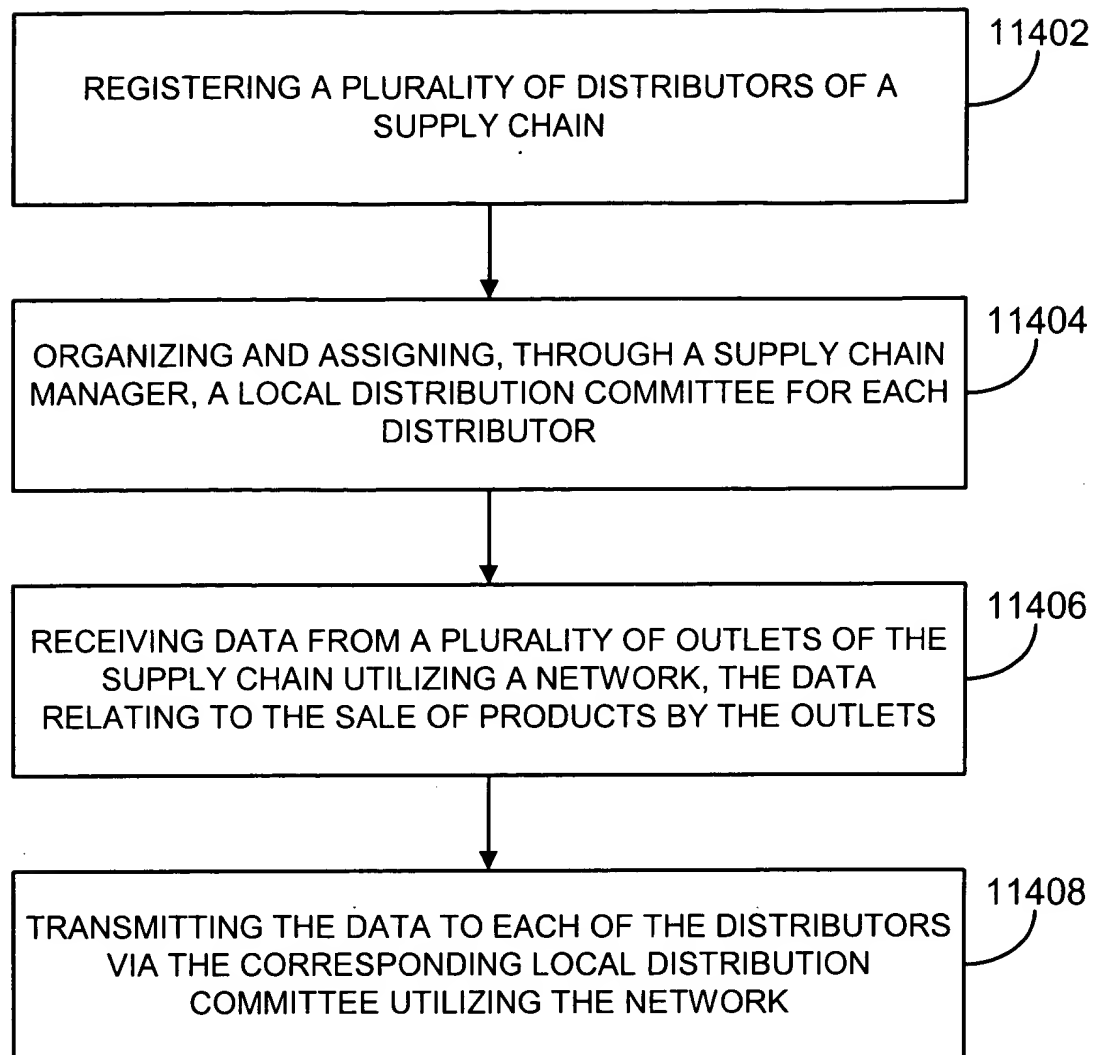 11402
REGISTERING A PLURALITY OF DISTRIBUTORS OF A
SUPPLY CHAIN
11404
ORGANIZING AND ASSIGNING, THROUGH A SUPPLY CHAIN
MANAGER, A LOCAL DISTRIBUTION COMMITTEE FOR EACH
DISTRIBUTOR
11406
RECEIVING DATA FROM A PLURALITY OF OUTLETS OF THE
SUPPLY CHAIN UTILIZING A NETWORK, THE DATA
RELATING TO THE SALE OF PRODUCTS BY THE OUTLETS
11408
TRANSMITTING THE DATA TO EACH OF THE DISTRIBUTORS
VIA THE CORRESPONDING LOCAL DISTRIBUTION
COMMITTEE UTILIZING THE NETWORK